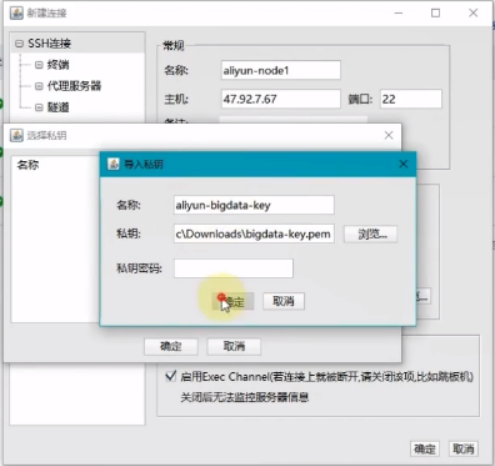 新建连接
SSH连接
终端
代理服务器
隧道
常规
名称: aliyun-node1
主机: 47.92.7.67 端口: 22
选择私钥
名称
导入私钥
名称: aliyun-bigdata-key
私钥: c\Downloads\bigdata-key.pem 浏览...
私钥密码:
确定 取消
确定 取消
启用Exec Channel(若连接上就被断开,请关闭该项,比如跳板机)
关闭后无法监控服务器信息
确定 取消